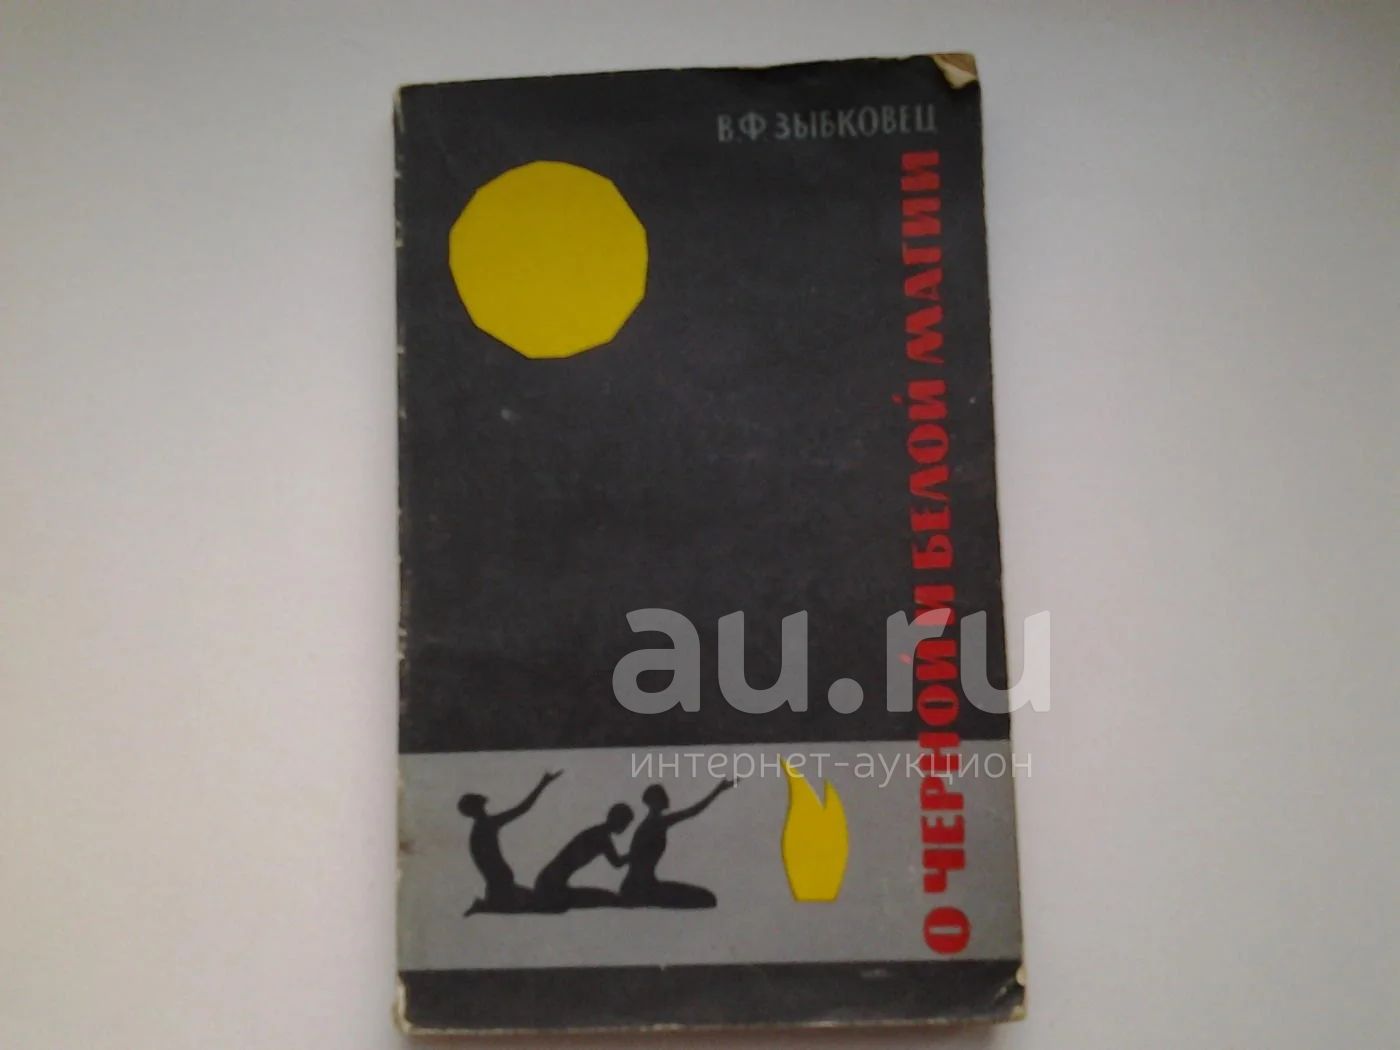 В.Ф. ЗЫБКОВЕЦ
О ЧЕРНОЙ И БЕЛОЙ МАГИИ
au.ru
интернет-аукцион